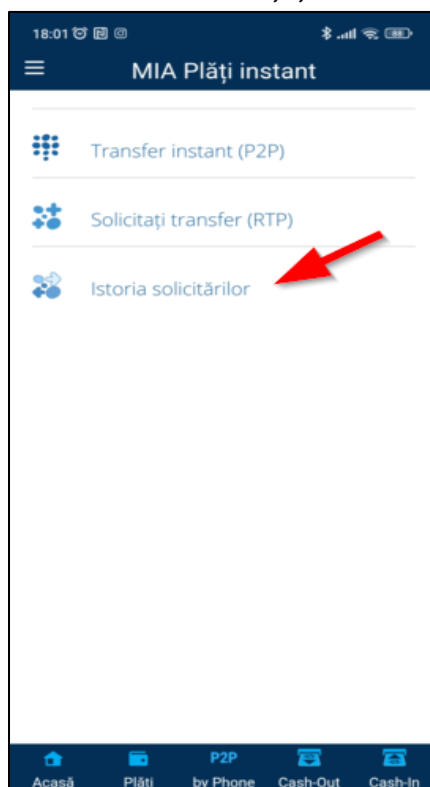 18:01
88
MIA Plăți instant
Transfer instant (P2P)
Solicitați transfer (RTP)
Istoria solicitărilor
P2P
Acasă Plăți by Phone Cash-Out Cash-In